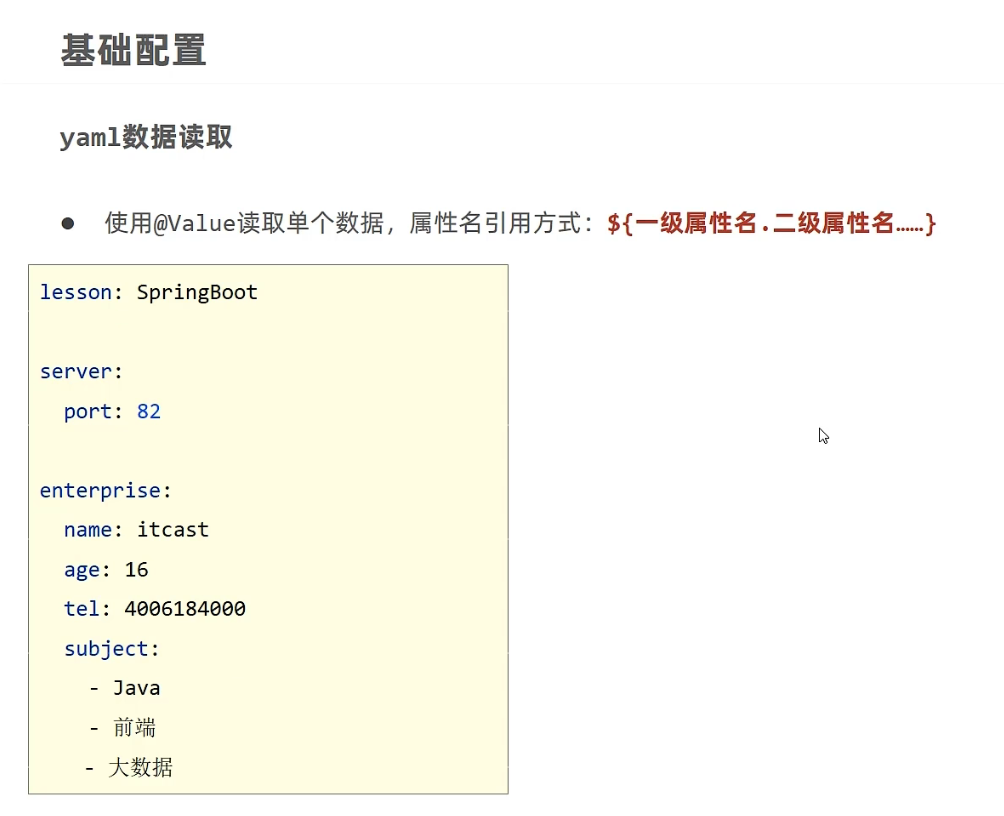 基础配置
yaml数据读取
● 使用@Value读取单个数据，属性名引用方式：${一级属性名.二级属性名……}
lesson: SpringBoot
server:
  port: 82
enterprise:
  name: itcast
  age: 16
  tel: 4006184000
  subject:
    - Java
    - 前端
    - 大数据